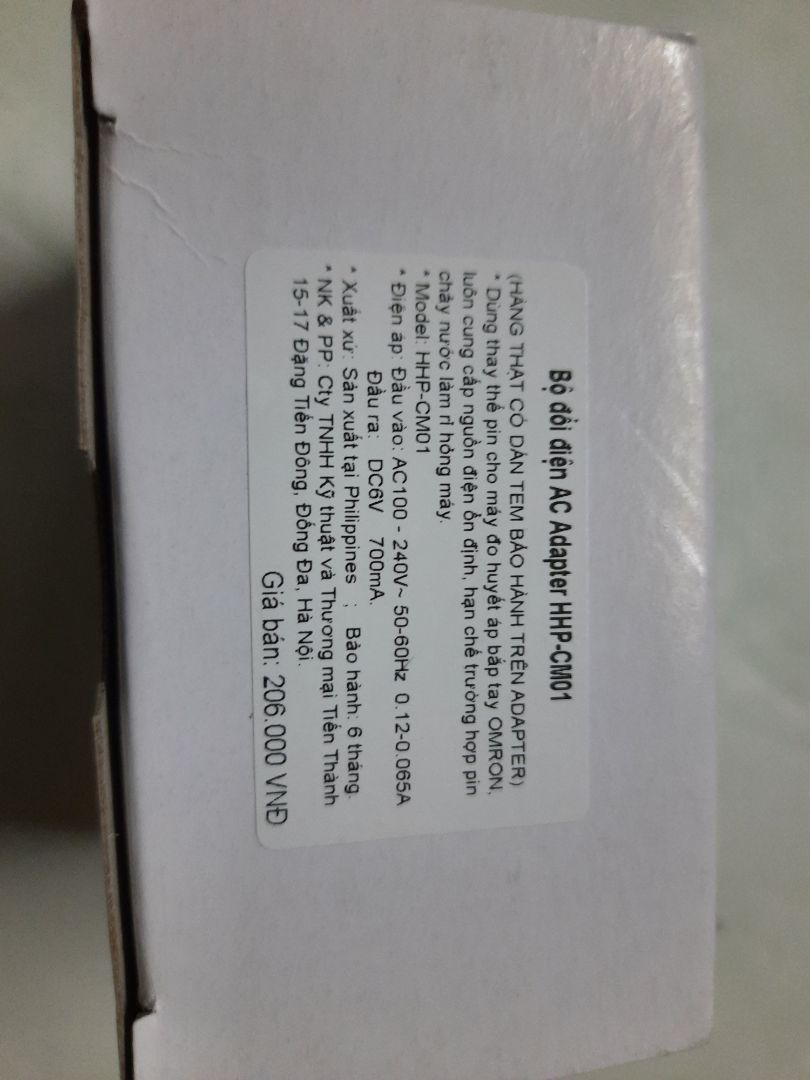 Bộ đổi điện AC Adapter HHP-CM01
(HÀNG THẬT CÓ DÁN TEM BẢO HÀNH TRÊN ADAPTER)
* Dùng thay thế pin cho máy đo huyết áp bắp tay OMRON,
luôn cung cấp nguồn điện ổn định, hạn chế trường hợp pin
chảy nước làm rỉ hỏng máy.
* Model: HHP-CM01
* Điện áp: Đầu vào: AC100 - 240V~ 50-60Hz 0.12-0.065A
Đầu ra: DC6V 700mA.
* Xuất xứ: Sản xuất tại Philippines ; Bảo hành: 6 tháng.
* NK & PP: Cty TNHH Kỹ thuật và Thương mại Tiến Thành
15-17 Đặng Tiến Đông, Đống Đa, Hà Nội.
Giá bán: 206.000 VNĐ